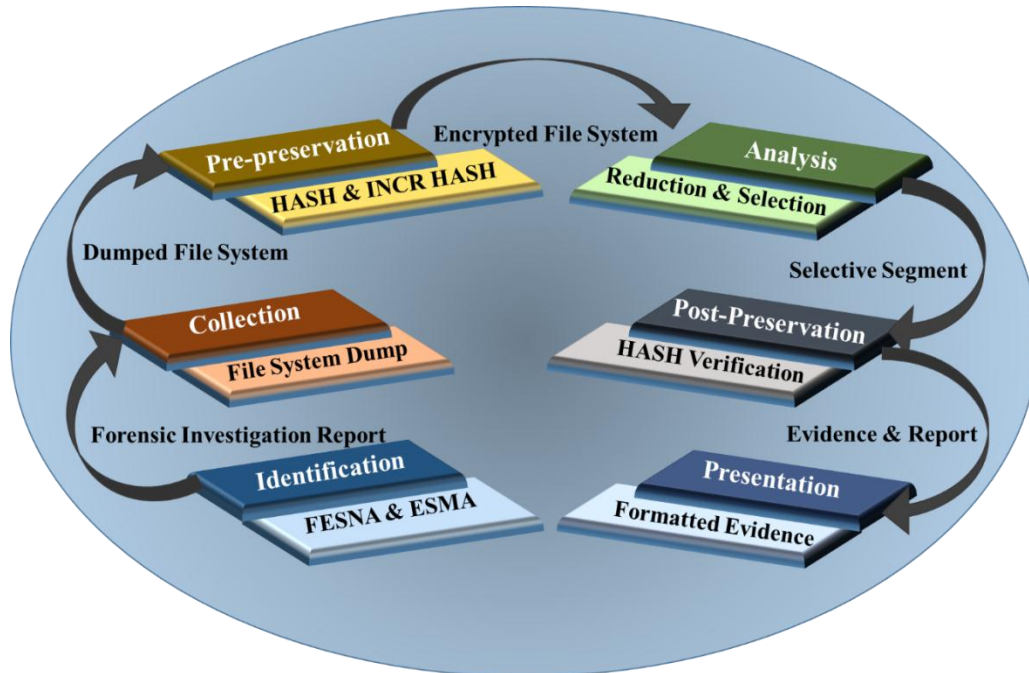 Encrypted File System
Pre-preservation
HASH & INCR HASH
Analysis
Reduction & Selection
Dumped File System
Selective Segment
Collection
File System Dump
Post-Preservation
HASH Verification
Forensic Investigation Report
Evidence & Report
Identification
FESNA & ESMA
Presentation
Formatted Evidence